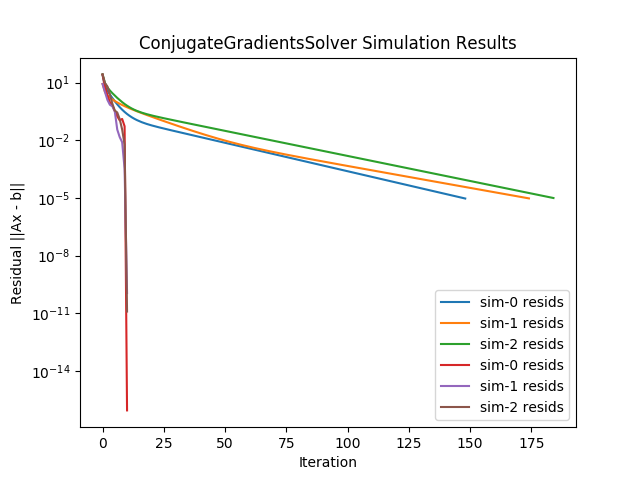 ConjugateGradientsSolver Simulation Results
Residual ||Ax - b||
10^1
10^−2
10^−5
10^−8
10^−11
10^−14
sim-0 resids
sim-1 resids
sim-2 resids
sim-0 resids
sim-1 resids
sim-2 resids
0 25 50 75 100 125 150 175
Iteration